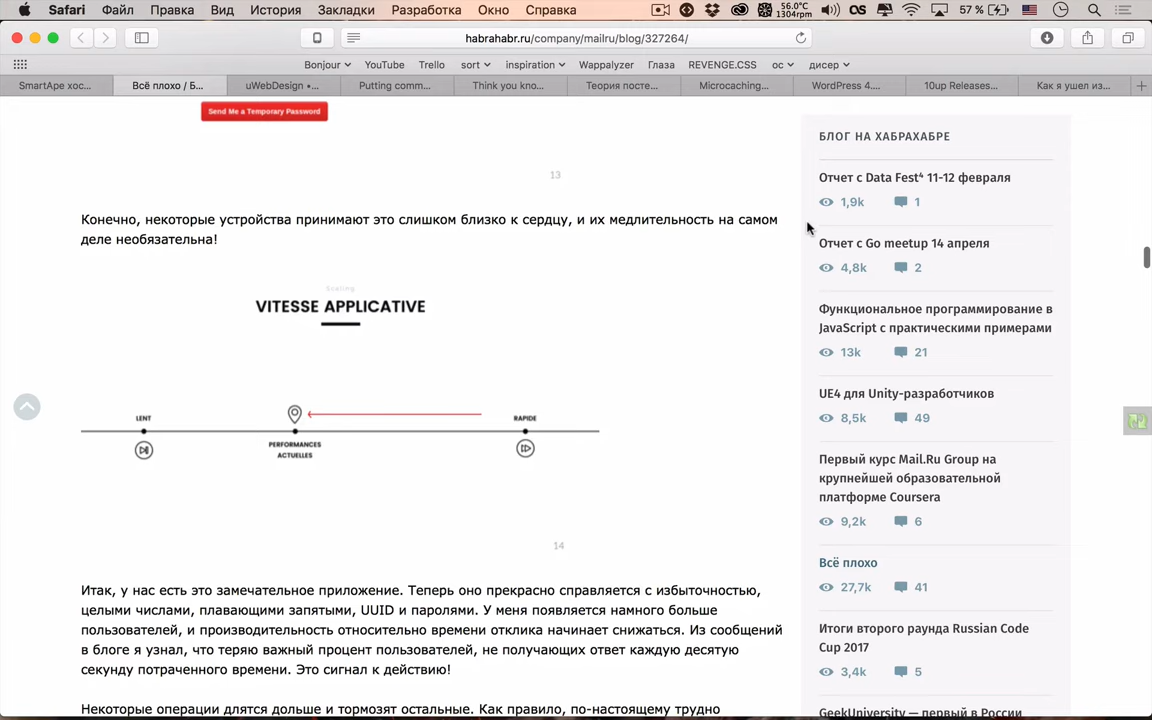 Safari Файл Правка Вид История Закладки Разработка Окно Справка 56.0°C 1304rpm 57 %
habrahabr.ru/company/mailru/blog/327264/
Bonjour YouTube Trello sort inspiration Wappalyzer Глаза REVENGE.CSS ос дисер
SmartApe хос... Всё плохо / Б... uWebDesign •... Putting comm... Think you kno... Теория посте... Microcaching... WordPress 4.... 10up Releases... Как я ушел из...
Send Me a Temporary Password
13
Конечно, некоторые устройства принимают это слишком близко к сердцу, и их медлительность на самом
деле необязательна!
Scaling
VITESSE APPLICATIVE
LENT
RAPIDE
PERFORMANCES
ACTUELLES
14
Итак, у нас есть это замечательное приложение. Теперь оно прекрасно справляется с избыточностью,
целыми числами, плавающими запятыми, UUID и паролями. У меня появляется намного больше
пользователей, и производительность относительно времени отклика начинает снижаться. Из сообщений
в блоге я узнал, что теряю важный процент пользователей, не получающих ответ каждую десятую
секунду потраченного времени. Это сигнал к действию!
Некоторые операции длятся дольше и тормозят остальные. Как правило, по-настоящему трудно
БЛОГ НА ХАБРАХАБРЕ
Отчет с Data Fest⁴ 11-12 февраля
1,9k 1
Отчет с Go meetup 14 апреля
4,8k 2
Функциональное программирование в
JavaScript с практическими примерами
13k 21
UE4 для Unity-разработчиков
8,5k 49
Первый курс Mail.Ru Group на
крупнейшей образовательной
платформе Coursera
9,2k 6
Всё плохо
27,7k 41
Итоги второго раунда Russian Code
Cup 2017
3,4k 5
GeekUniversity — первый в России